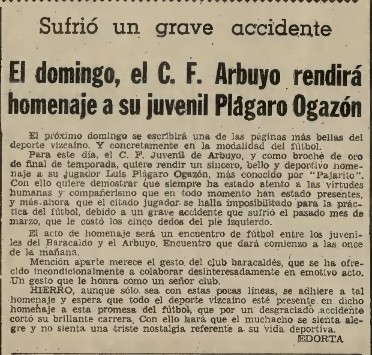 Sufrió un grave accidente
El domingo, el C. F. Arbuyo rendirá
homenaje a su juvenil Plágaro Ogazón
El próximo domingo se escribirá una de las páginas más bellas del
deporte vizcaíno. Y concretamente en la modalidad del fútbol.
Para este día, el C. F. Juvenil de Arbuyo, y como broche de oro
de final de temporada, quiere rendir un sincero, bello y deportivo home-
naje a su jugador Luis Plágaro Ogazón, más conocido por "Pajarito".
Con ello quiere demostrar que siempre ha estado atento a las virtudes
humanas y compañerismo que en todo momento han estado presentes,
y más ahora que el citado jugador se halla imposibilitado para la prác-
tica del fútbol, debido a un grave accidente que sufrió el pasado mes de
marzo, que le costó los cinco dedos del pie izquierdo.
El acto de homenaje será un encuentro de fútbol entre los juveni-
les del Baracaldo y el Arbuyo. Encuentro que dará comienzo a las once
de la mañana.
Mención aparte merece el gesto del club baracaldés, que se ha ofre-
cido incondicionalmente a colaborar desinteresadamente en emotivo acto.
Un gesto que le honra como un señor club.
HIERRO, aunque sólo sea con estas pocas líneas, se adhiere a tal
homenaje y espera que todo el deporte vizcaíno esté presente en dicho
homenaje a esta promesa del fútbol, que por un desgraciado accidente
cortó su brillante carrera. Con ello hará que el muchacho se sienta ale-
gre y no sienta una triste nostalgia referente a su vida deportiva.
EDORTA